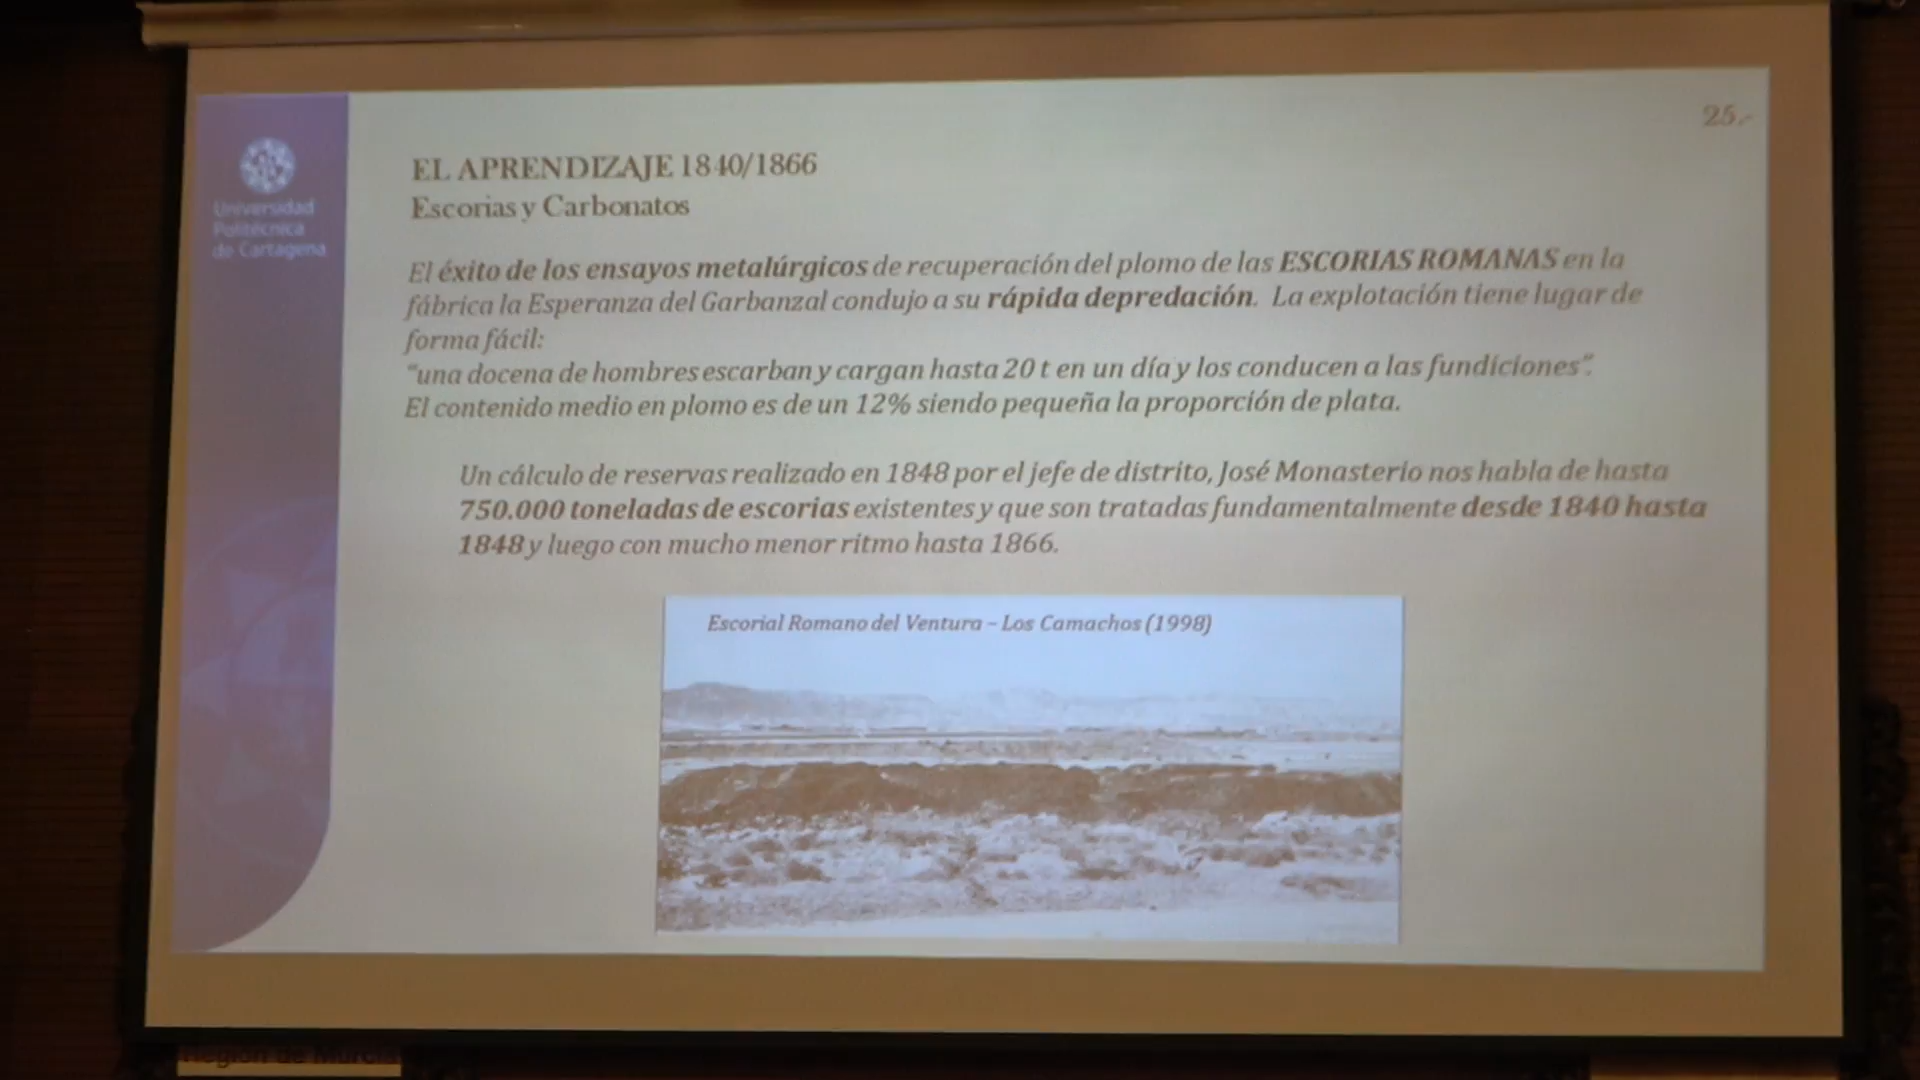 25.-
Universidad
Politécnica
de Cartagena
EL APRENDIZAJE 1840/1866
Escorias y Carbonatos
El éxito de los ensayos metalúrgicos de recuperación del plomo de las ESCORIAS ROMANAS en la
fábrica la Esperanza del Garbanzal condujo a su rápida depredación. La explotación tiene lugar de
forma fácil:
“una docena de hombres escarban y cargan hasta 20 t en un día y los conducen a las fundiciones”.
El contenido medio en plomo es de un 12% siendo pequeña la proporción de plata.
Un cálculo de reservas realizado en 1848 por el jefe de distrito, José Monasterio nos habla de hasta
750.000 toneladas de escorias existentes y que son tratadas fundamentalmente desde 1840 hasta
1848 y luego con mucho menor ritmo hasta 1866.
Escorial Romano del Ventura – Los Camachos (1998)
Región de Murcia